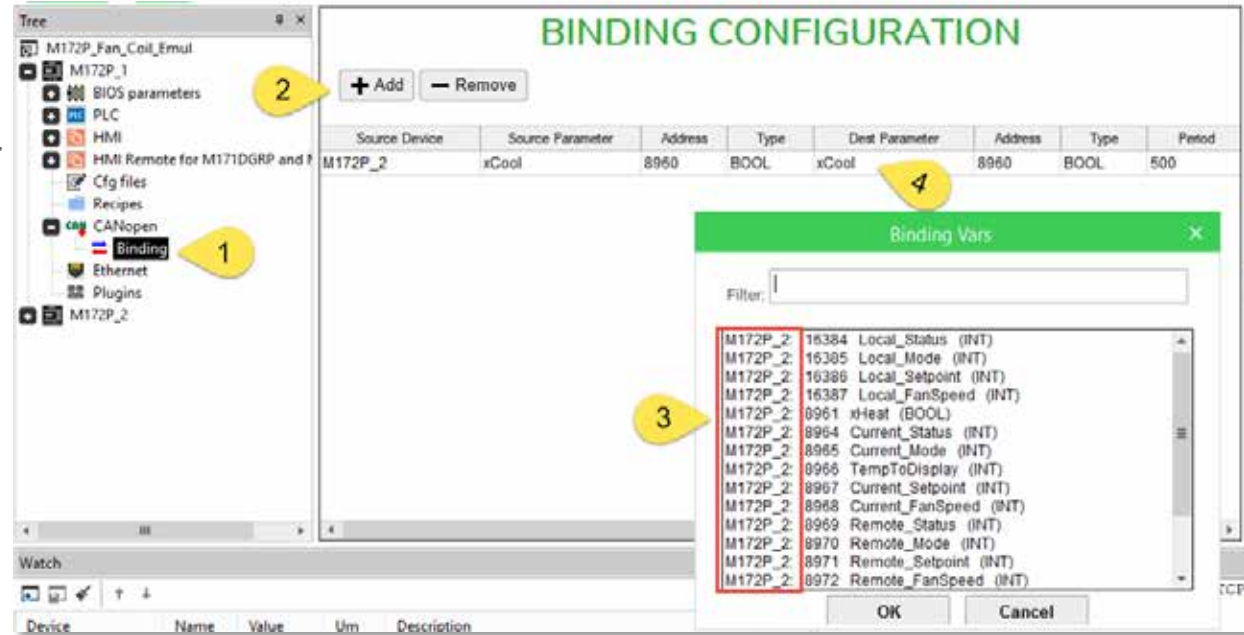 Tree
M172P_Fan_Coil_Emul
M172P_1
BIOS parameters
PLC
HMI
HMI Remote for M171DGRP and
Cfg files
Recipes
CANopen
Binding
Ethernet
Plugins
M172P_2
1
BINDING CONFIGURATION
2
Add Remove
Source Device Source Parameter Address Type Dest Parameter Address Type Period
M172P_2 xCool 8960 BOOL xCool 8960 BOOL 500
4
Binding Vars
Filter:
3
M172P_2: 16384 Local_Status (INT)
M172P_2: 16385 Local_Mode (INT)
M172P_2: 16386 Local_Setpoint (INT)
M172P_2: 16387 Local_FanSpeed (INT)
M172P_2: 8961 xHeat (BOOL)
M172P_2: 8964 Current_Status (INT)
M172P_2: 8965 Current_Mode (INT)
M172P_2: 8966 TempToDisplay (INT)
M172P_2: 8967 Current_Setpoint (INT)
M172P_2: 8968 Current_FanSpeed (INT)
M172P_2: 8969 Remote_Status (INT)
M172P_2: 8970 Remote_Mode (INT)
M172P_2: 8971 Remote_Setpoint (INT)
M172P_2: 8972 Remote_FanSpeed (INT)
OK Cancel
Watch
Device Name Value Um Description